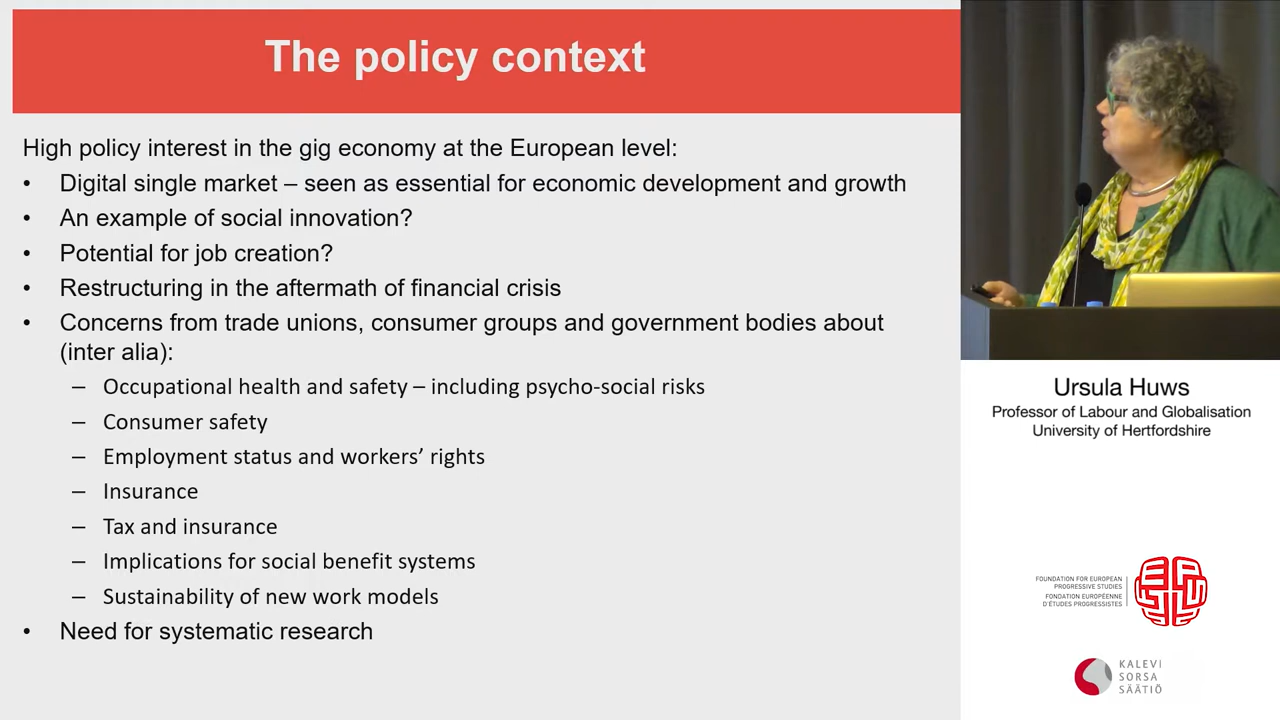 The policy context
High policy interest in the gig economy at the European level:
• Digital single market – seen as essential for economic development and growth
• An example of social innovation?
• Potential for job creation?
• Restructuring in the aftermath of financial crisis
• Concerns from trade unions, consumer groups and government bodies about
(inter alia):
– Occupational health and safety – including psycho-social risks
– Consumer safety
– Employment status and workers’ rights
– Insurance
– Tax and insurance
– Implications for social benefit systems
– Sustainability of new work models
• Need for systematic research
Ursula Huws
Professor of Labour and Globalisation
University of Hertfordshire
FOUNDATION FOR EUROPEAN
PROGRESSIVE STUDIES
FONDATION EUROPÉENNE
D'ÉTUDES PROGRESSISTES
KALEVI
SORSA
SÄÄTIÖ